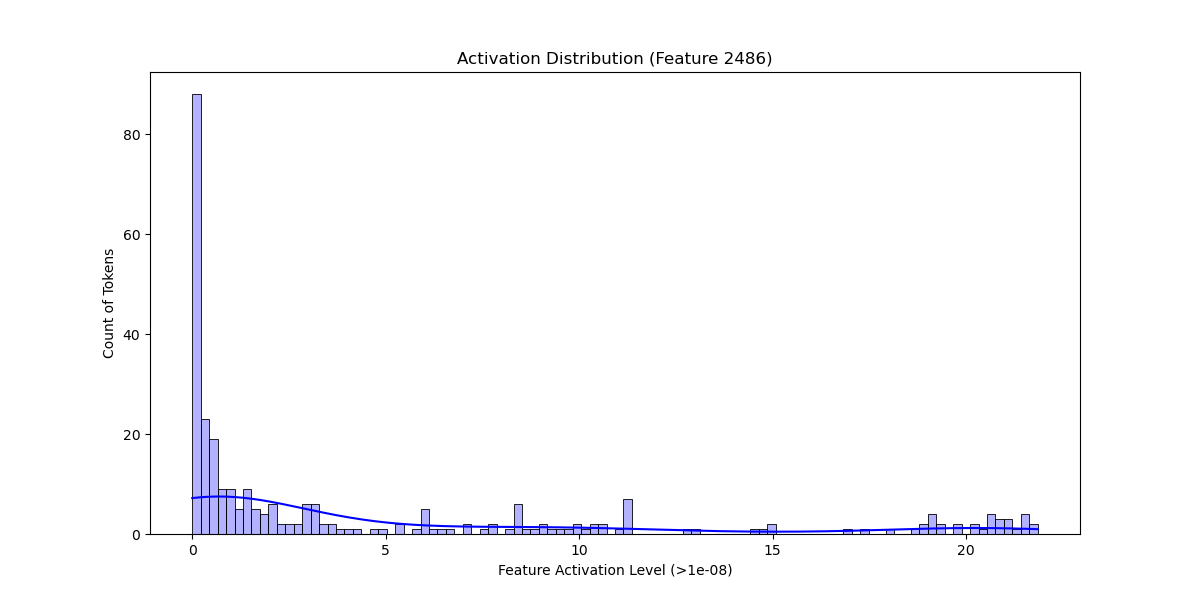 Activation Distribution (Feature 2486)
80
60
40
20
0
Count of Tokens
0 5 10 15 20
Feature Activation Level (>1e-08)